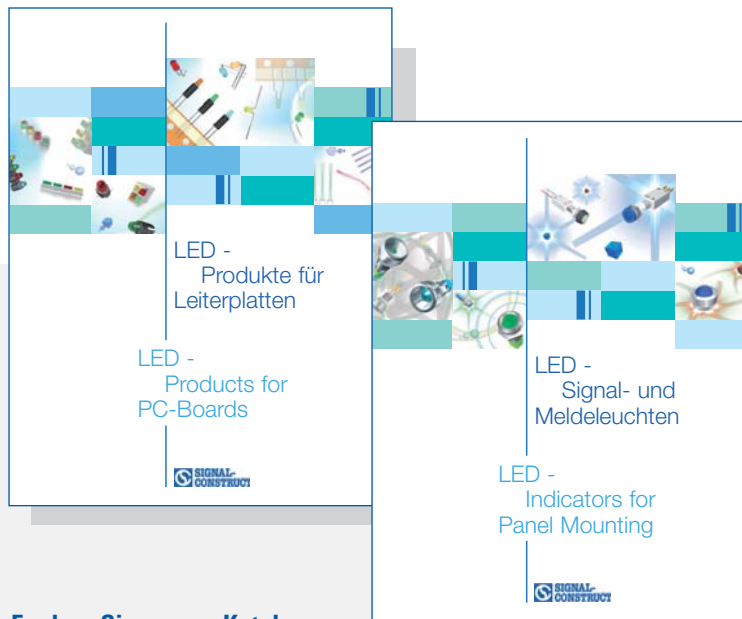 LED -
Produkte für
Leiterplatten
LED -
Products for
PC-Boards
SIGNAL-
CONSTRUCT
LED -
Signal- und
Meldeleuchten
LED -
Indicators for
Panel Mounting
SIGNAL-
CONSTRUCT